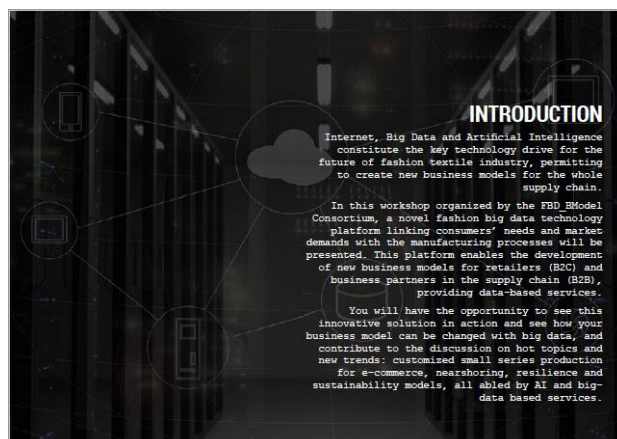 INTRODUCTION
Internet, Big Data and Artificial Intelligence
constitute the key technology drive for the
future of fashion textile industry, permitting
to create new business models for the whole
supply chain.
In this workshop organized by the FBD_BModel
Consortium, a novel fashion big data technology
platform linking consumers’ needs and market
demands with the manufacturing processes will be
presented. This platform enables the development
of new business models for retailers (B2C) and
business partners in the supply chain (B2B),
providing data-based services.
You will have the opportunity to see this
innovative solution in action and see how your
business model can be changed with big data, and
contribute to the discussion on hot topics and
new trends: customized small series production
for e-commerce, nearshoring, resilience and
sustainability models, all abled by AI and big-
data based services.